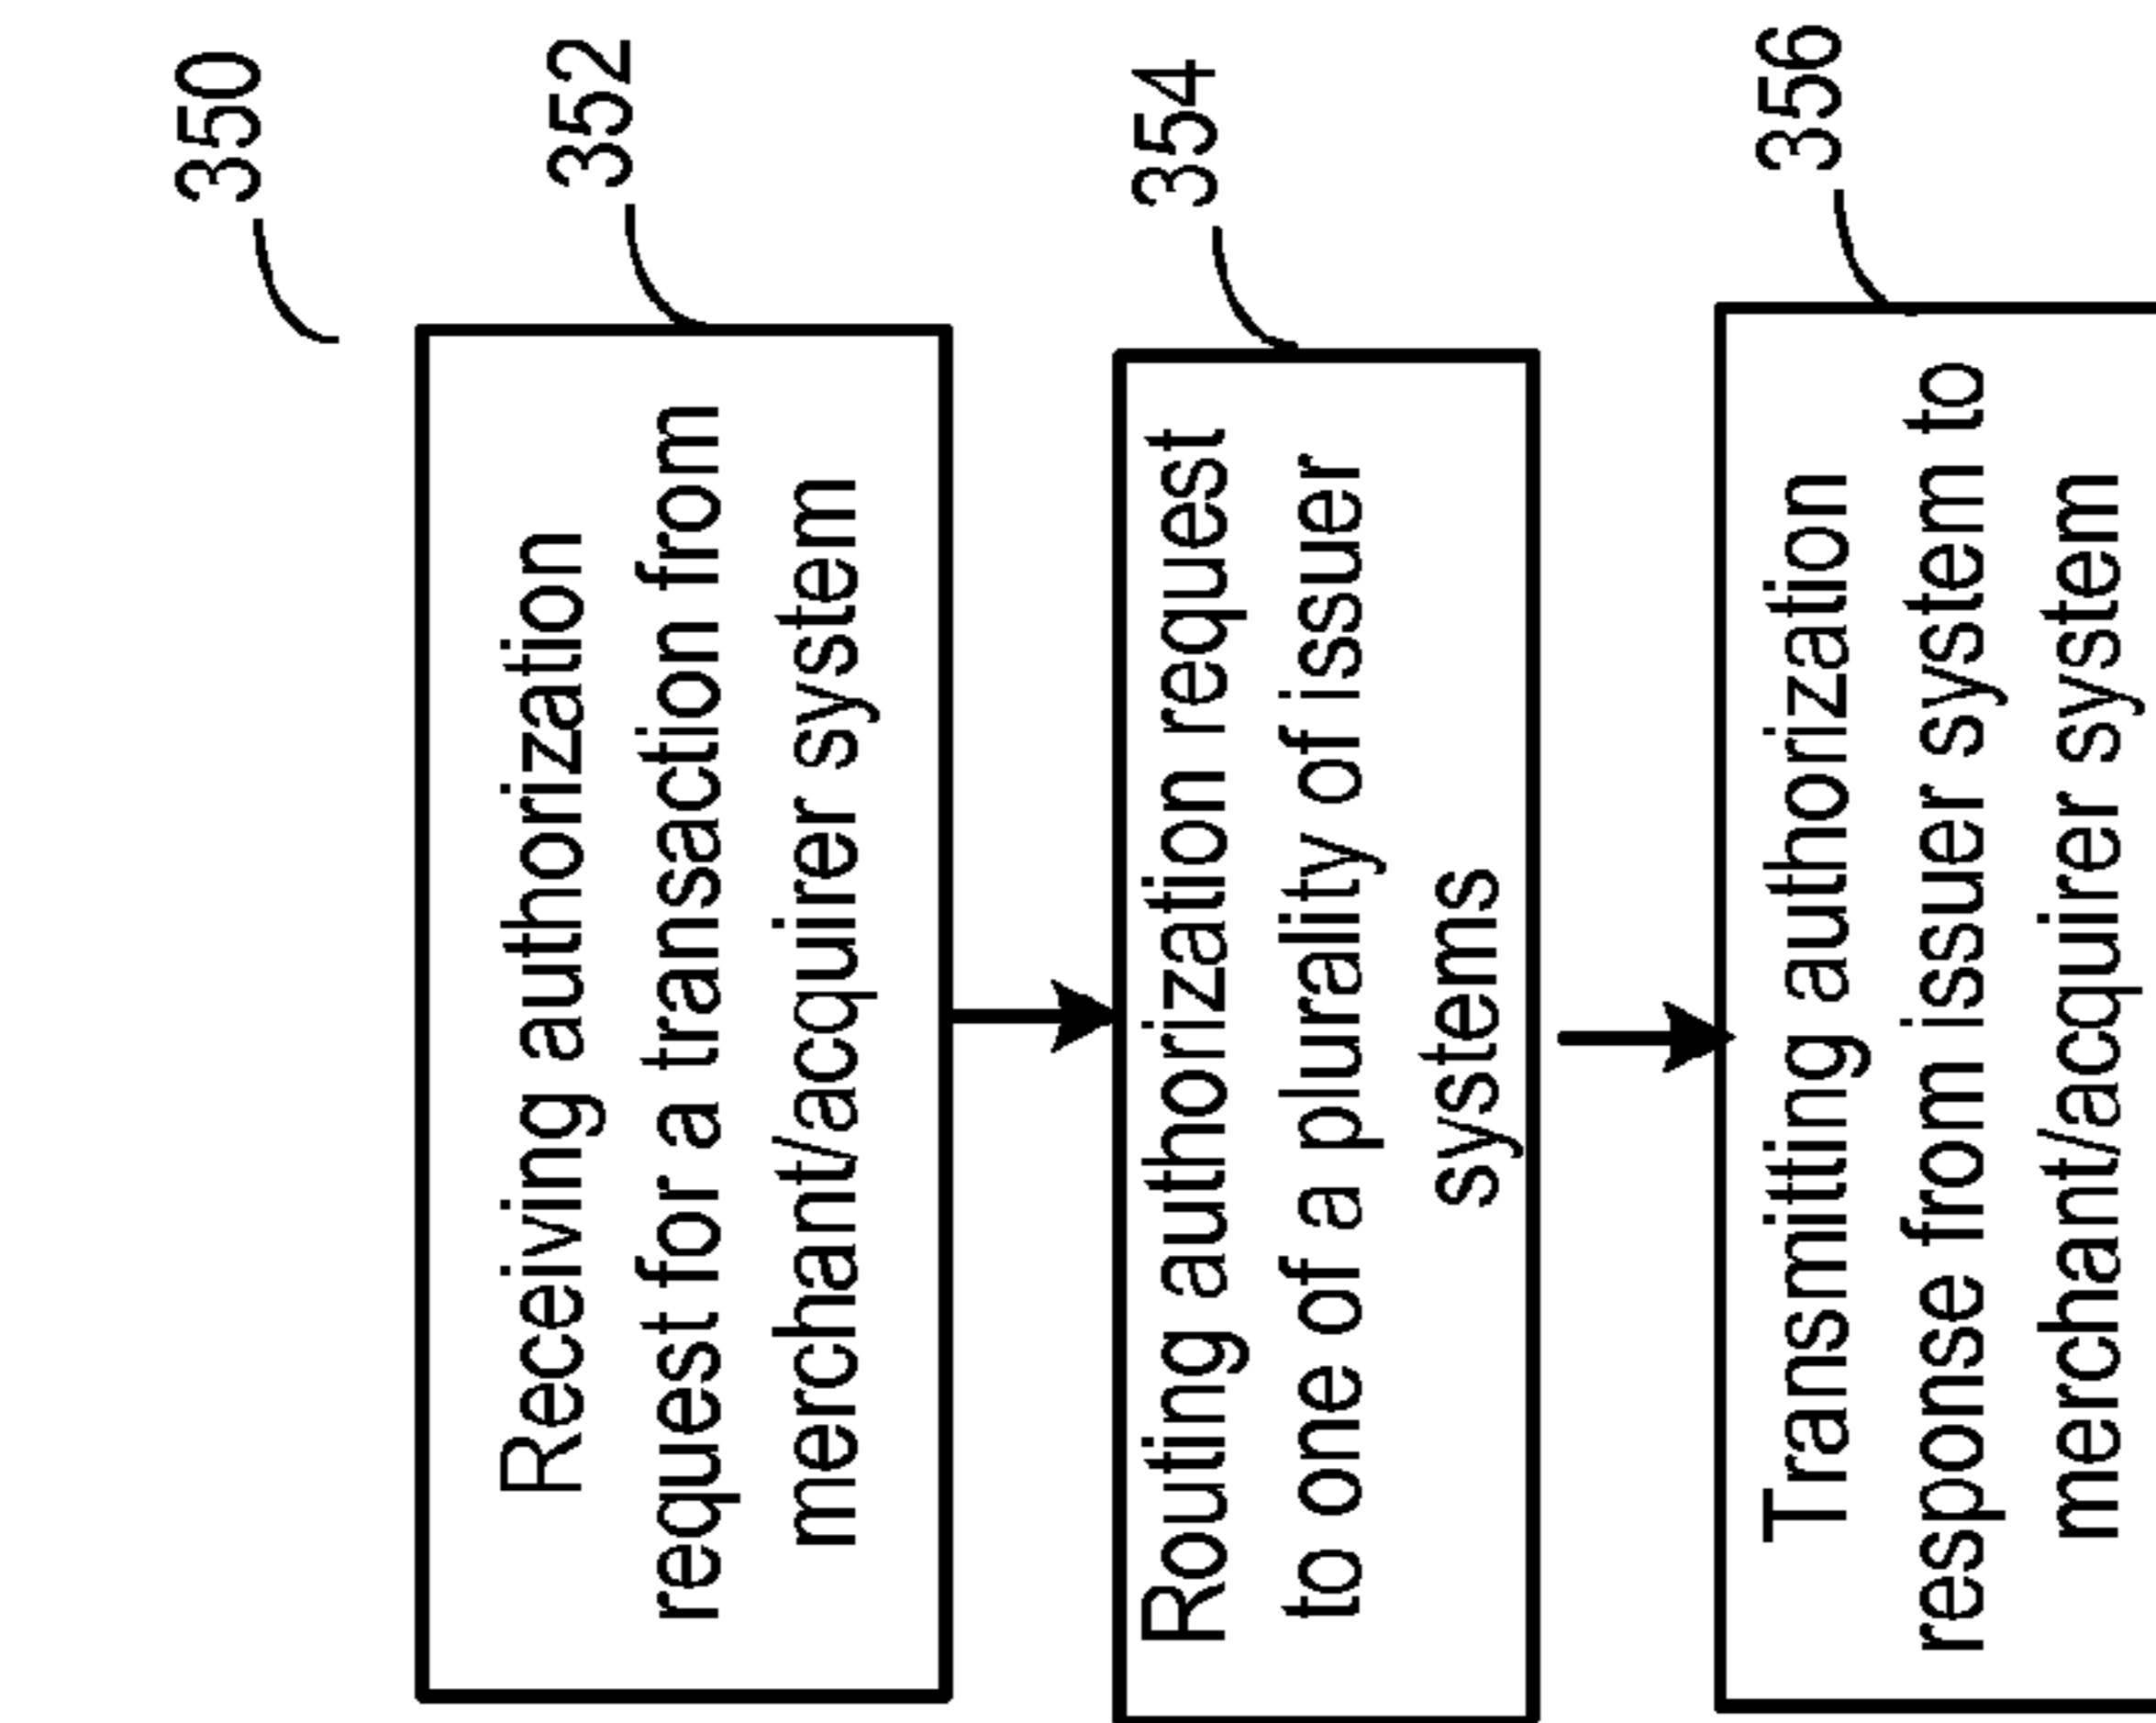 350
352
Receiving authorization
request for a transaction from
merchant/acquirer system
354
Routing authorization request
to one of a plurality of issuer
systems
356
Transmitting authorization
response from issuer system to
merchant/acquirer system